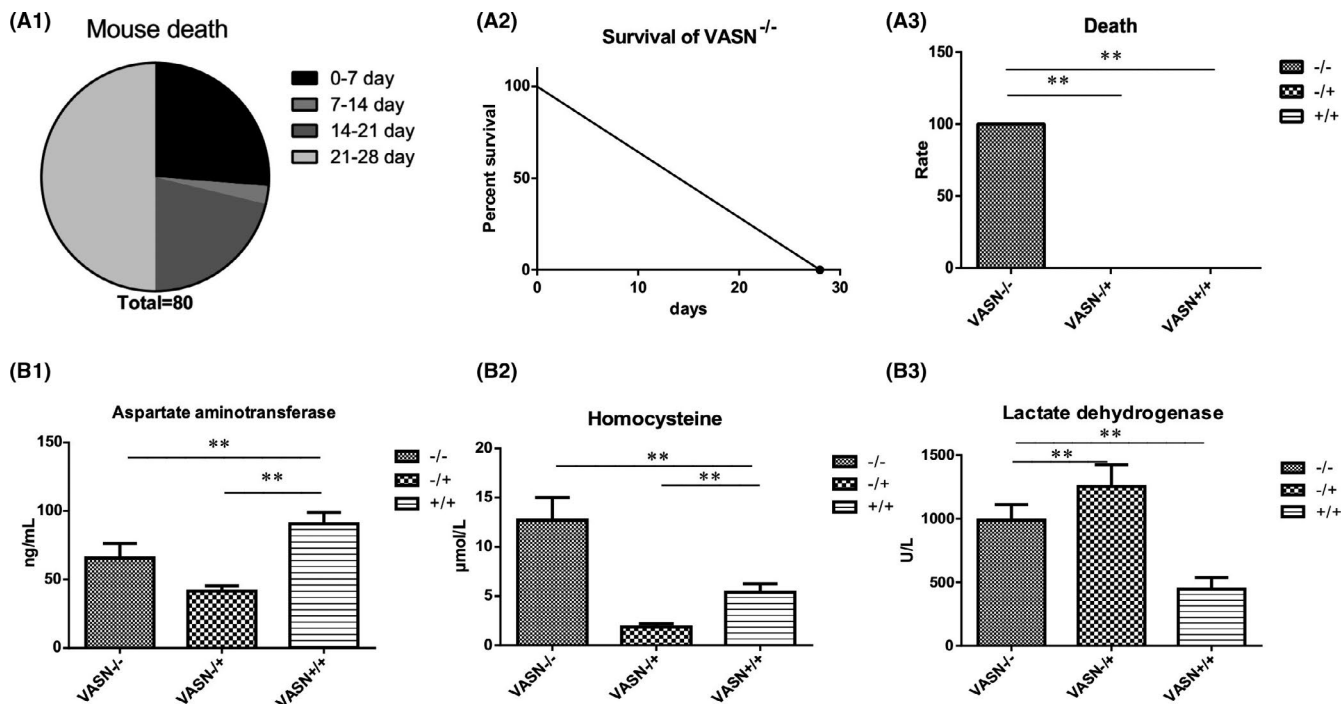 (A1)
Mouse death
0-7 day
7-14 day
14-21 day
21-28 day
Total=80
(A2)
Survival of VASN-/-
Percent survival
100
50
0
0
10
20
30
days
(A3)
Death
Rate
150
100
50
0
**
**
VASN-/-
VASN-/+
VASN+/+
-/-
-/+
+/+
(B1)
Aspartate aminotransferase
ng/mL
150
100
50
0
**
**
VASN-/-
VASN-/+
VASN+/+
-/-
-/+
+/+
(B2)
Homocysteine
µmol/L
20
15
10
5
0
**
**
VASN-/-
VASN-/+
VASN+/+
-/-
-/+
+/+
(B3)
Lactate dehydrogenase
U/L
1500
1000
500
0
**
**
VASN-/-
VASN-/+
VASN+/+
-/-
-/+
+/+